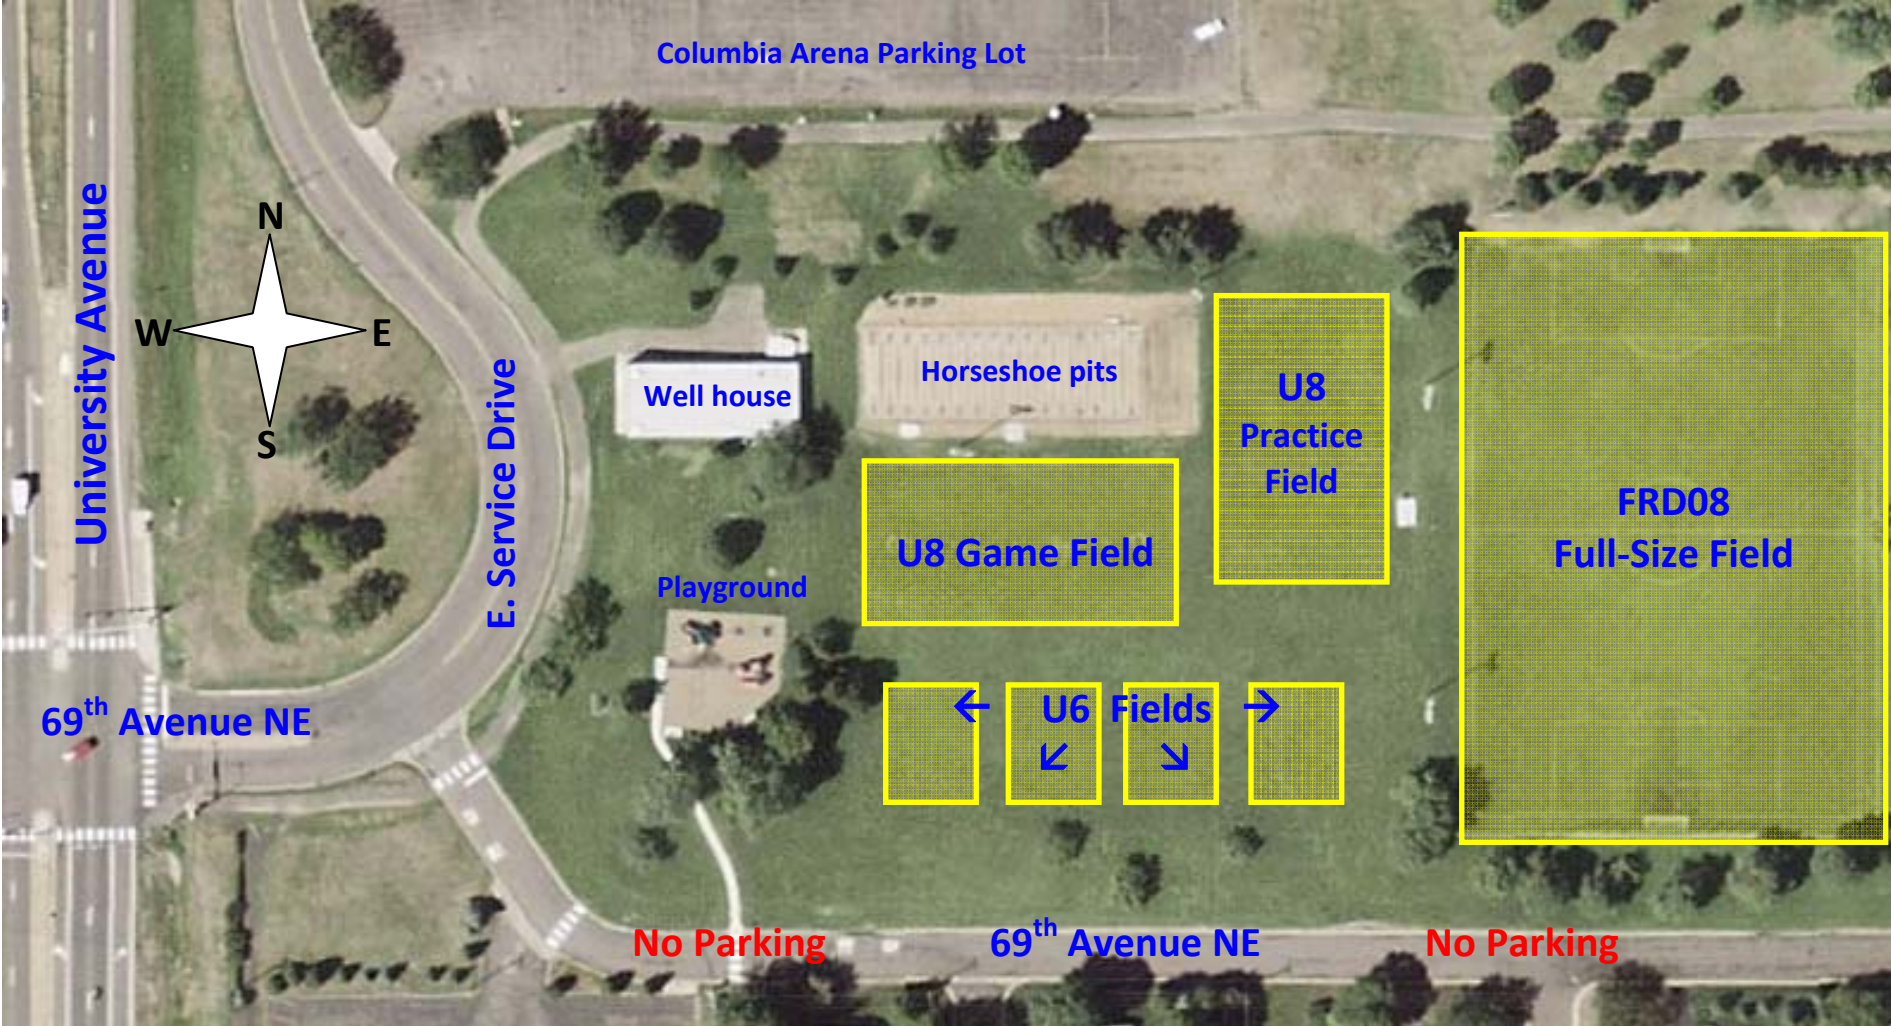 Columbia Arena Parking Lot
University Avenue
N
W E
S
E. Service Drive
Well house
Horseshoe pits
U8
Practice
Field
FRD08
Full-Size Field
U8 Game Field
Playground
← U6 Fields →
↙ ↘
69th Avenue NE
No Parking 69th Avenue NE No Parking